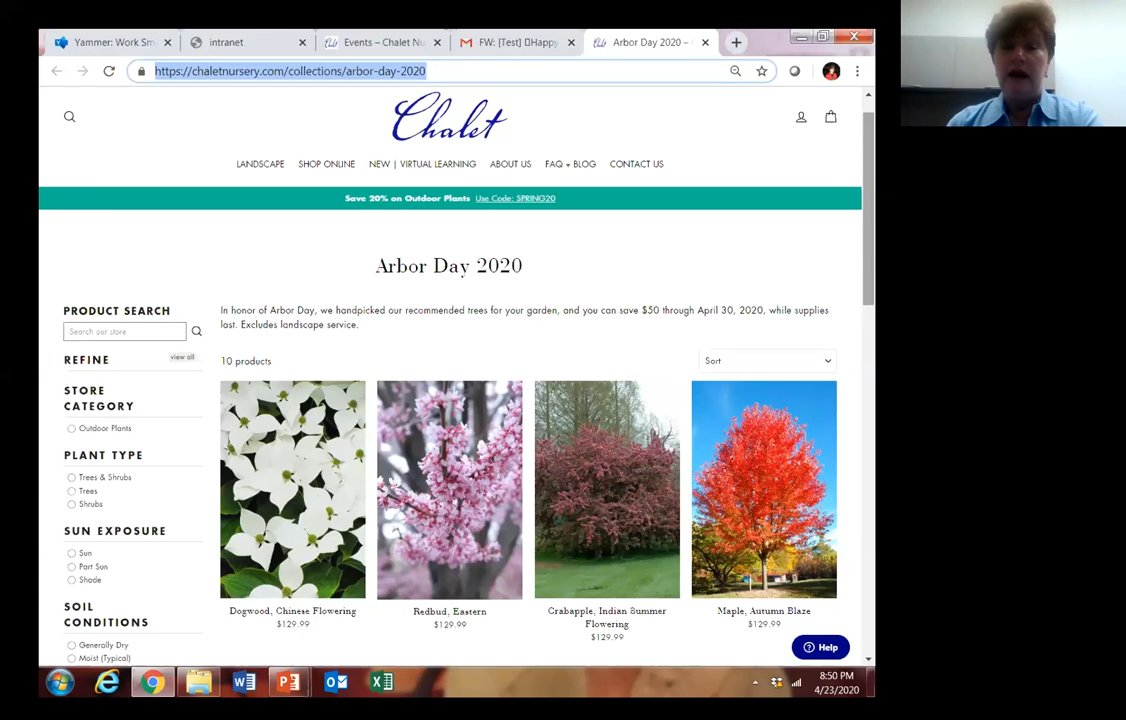 Yammer: Work Sm
intranet
Events – Chalet Nu
FW: [Test] Happy
Arbor Day 2020 –
https://chaletnursery.com/collections/arbor-day-2020
Chalet
LANDSCAPE SHOP ONLINE NEW | VIRTUAL LEARNING ABOUT US FAQ + BLOG CONTACT US
Save 20% on Outdoor Plants Use Code: SPRING20
Arbor Day 2020
PRODUCT SEARCH
Search our store
REFINE view all
STORE
CATEGORY
Outdoor Plants
PLANT TYPE
Trees & Shrubs
Trees
Shrubs
SUN EXPOSURE
Sun
Part Sun
Shade
SOIL
CONDITIONS
Generally Dry
Moist (Typical)
In honor of Arbor Day, we handpicked our recommended trees for your garden, and you can save $50 through April 30, 2020, while supplies
last. Excludes landscape service.
10 products
Sort
Dogwood, Chinese Flowering
$129.99
Redbud, Eastern
$129.99
Crabapple, Indian Summer
Flowering
$129.99
Maple, Autumn Blaze
$129.99
Help
8:50 PM
4/23/2020